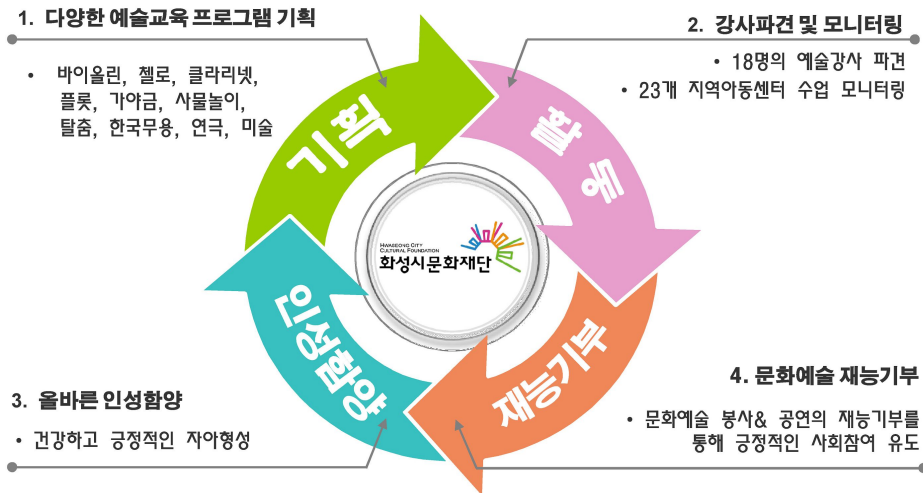 1. 다양한 예술교육 프로그램 기획
• 바이올린, 첼로, 클라리넷,
플룻, 가야금, 사물놀이,
탈춤, 한국무용, 연극, 미술
2. 강사파견 및 모니터링
• 18명의 예술강사 파견
• 23개 지역아동센터 수업 모니터링
기획
활동
HWASEONG CITY
CULTURAL FOUNDATION
화성시문화재단
인성함양
재능기부
3. 올바른 인성함양
• 건강하고 긍정적인 자아형성
4. 문화예술 재능기부
• 문화예술 봉사& 공연의 재능기부를
통해 긍정적인 사회참여 유도